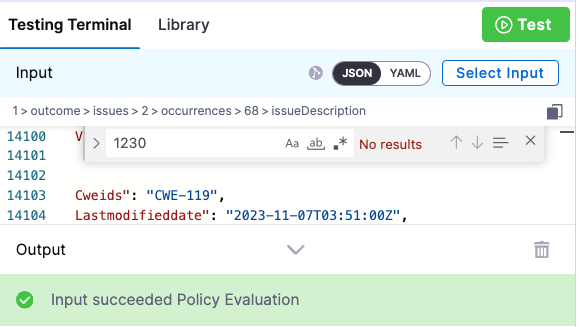 Testing Terminal Library Test
Input JSON YAML Select Input
1 > outcome > issues > 2 > occurrences > 68 > issueDescription
14100 V
1230 Aa ab .* No results
14101
14102
14103 Cweids": "CWE-119",
14104 Lastmodifieddate": "2023-11-07T03:51:00Z",
Output
Input succeeded Policy Evaluation